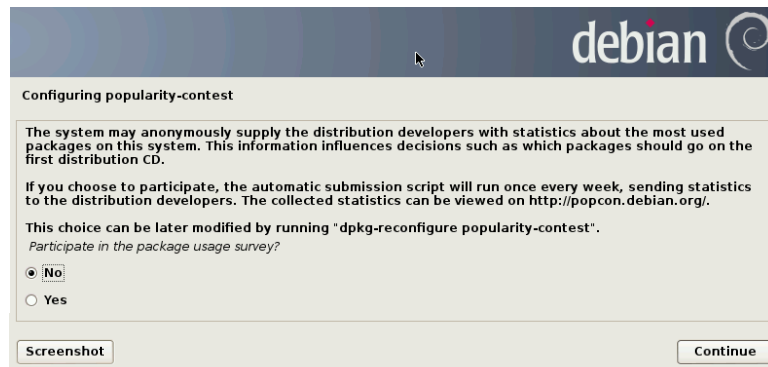 debian
Configuring popularity-contest
The system may anonymously supply the distribution developers with statistics about the most used
packages on this system. This information influences decisions such as which packages should go on the
first distribution CD.
If you choose to participate, the automatic submission script will run once every week, sending statistics
to the distribution developers. The collected statistics can be viewed on http://popcon.debian.org/.
This choice can be later modified by running "dpkg-reconfigure popularity-contest".
Participate in the package usage survey?
No
Yes
Screenshot
Continue